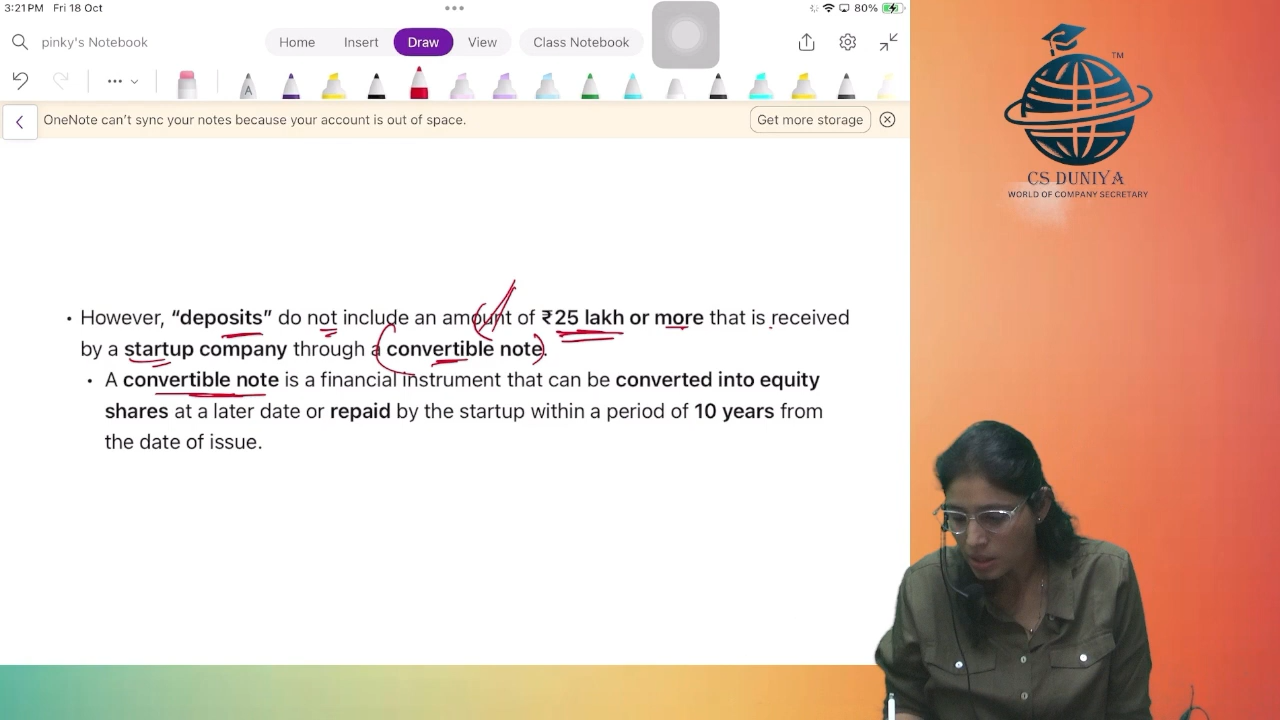 3:21PM Fri 18 Oct
80%
pinky's Notebook
Home Insert Draw View Class Notebook
A
OneNote can't sync your notes because your account is out of space.
Get more storage
CS DUNIYA
TM
WORLD OF COMPANY SECRETARY
• However, “deposits” do not include an amount of ₹25 lakh or more that is received
by a startup company through a convertible note.
• A convertible note is a financial instrument that can be converted into equity
shares at a later date or repaid by the startup within a period of 10 years from
the date of issue.